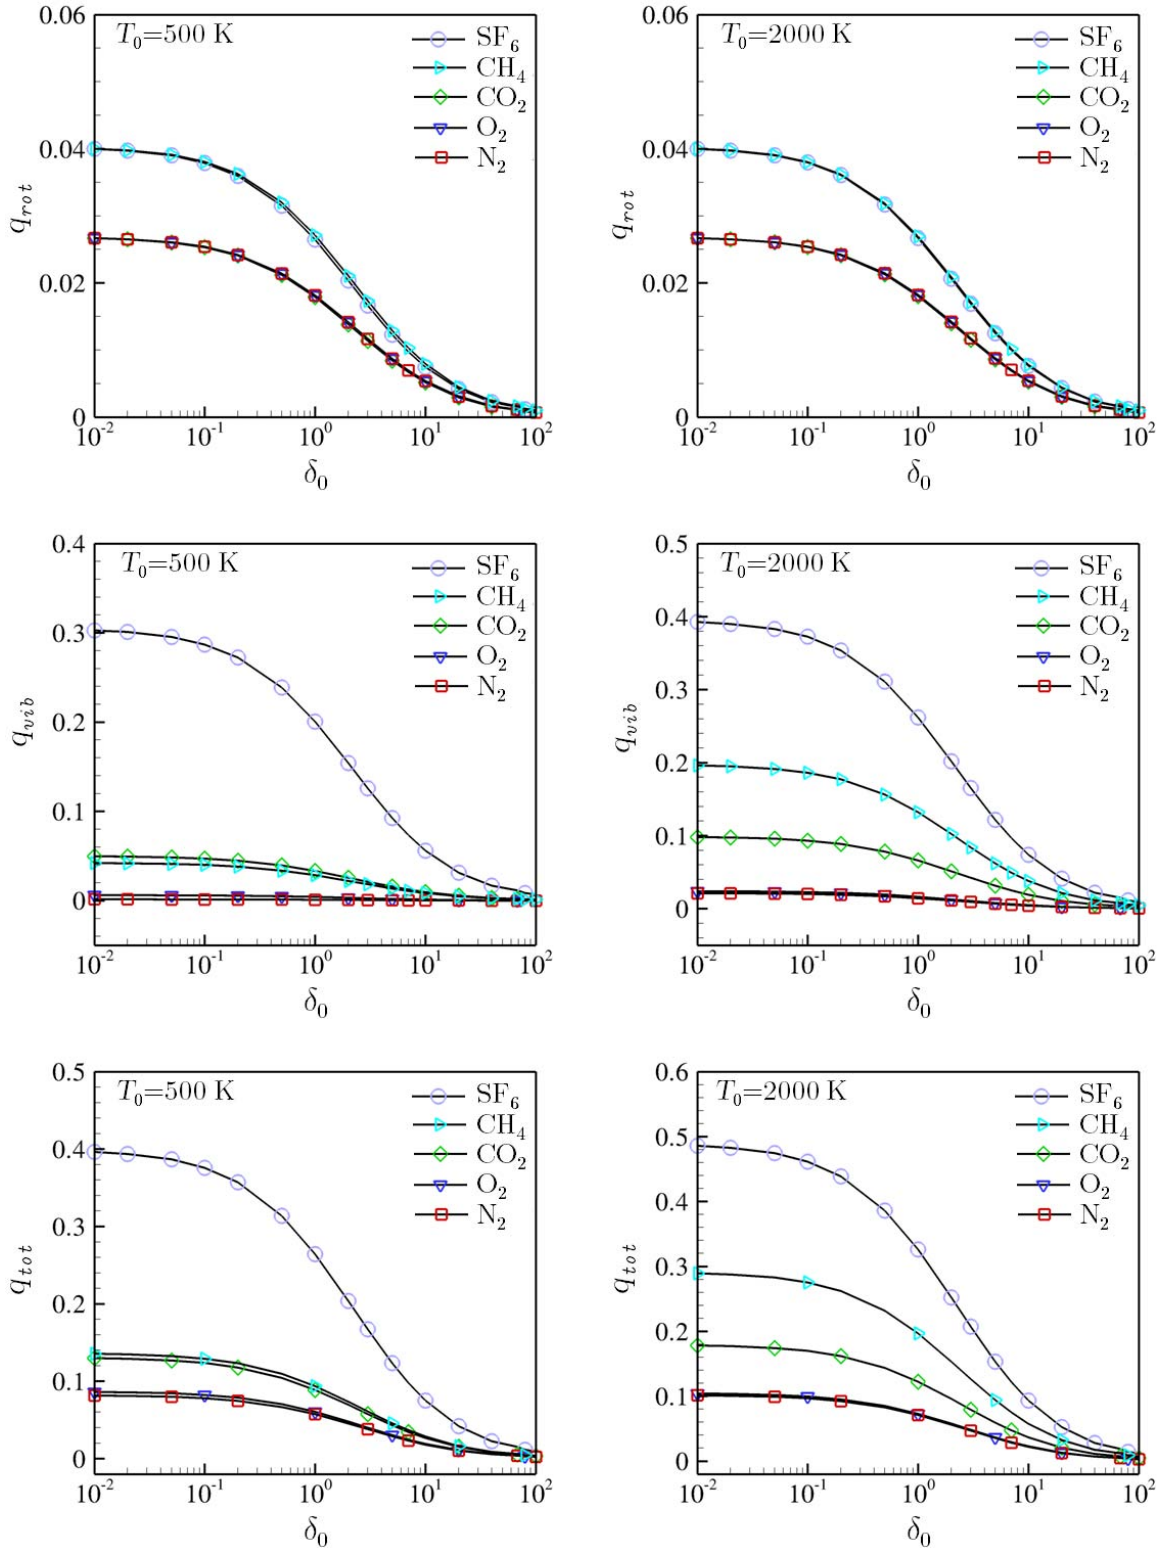 0.06
T₀=500 K
SF₆
CH₄
CO₂
O₂
N₂
0.04
0.02
0
q_rot
10⁻² 10⁻¹ 10⁰ 10¹ 10²
δ₀
0.06
T₀=2000 K
SF₆
CH₄
CO₂
O₂
N₂
0.04
0.02
0
q_rot
10⁻² 10⁻¹ 10⁰ 10¹ 10²
δ₀
0.4
T₀=500 K
SF₆
CH₄
CO₂
O₂
N₂
0.3
0.2
0.1
0
q_vib
10⁻² 10⁻¹ 10⁰ 10¹ 10²
δ₀
0.5
T₀=2000 K
SF₆
CH₄
CO₂
O₂
N₂
0.4
0.3
0.2
0.1
0
q_vib
10⁻² 10⁻¹ 10⁰ 10¹ 10²
δ₀
0.5
T₀=500 K
SF₆
CH₄
CO₂
O₂
N₂
0.4
0.3
0.2
0.1
0
q_tot
10⁻² 10⁻¹ 10⁰ 10¹ 10²
δ₀
0.6
T₀=2000 K
SF₆
CH₄
CO₂
O₂
N₂
0.5
0.4
0.3
0.2
0.1
0
q_tot
10⁻² 10⁻¹ 10⁰ 10¹ 10²
δ₀